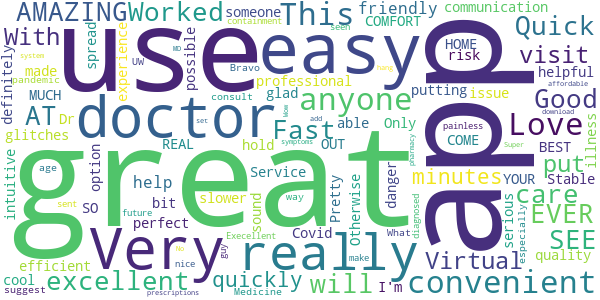 AMAZING Worked someone This friendly communication
containment seen
With spread use easy COMFORT Quick
MUCH UW experience Bravo HOME risk visit
definitely pandemic made MD possible consult professional glad putting issue helpful
system
AT doctor anyone app Good
glitches Dr Fast able Only Love
REAL hold OUT BEST
intuitive option great Service COME painless put illness
age set symptoms add Wow affordable download
SO help slower way danger minutes YOUR Stable
sent bit sound Otherwise pharmacy Super care EVER
future perfect Pretty Covid diagnosed serious especially
Very really Virtual SEE
efficient guy What quality
cool excellent quickly will make I'm convenient
suggest nice Medicine Execellent
prescriptions